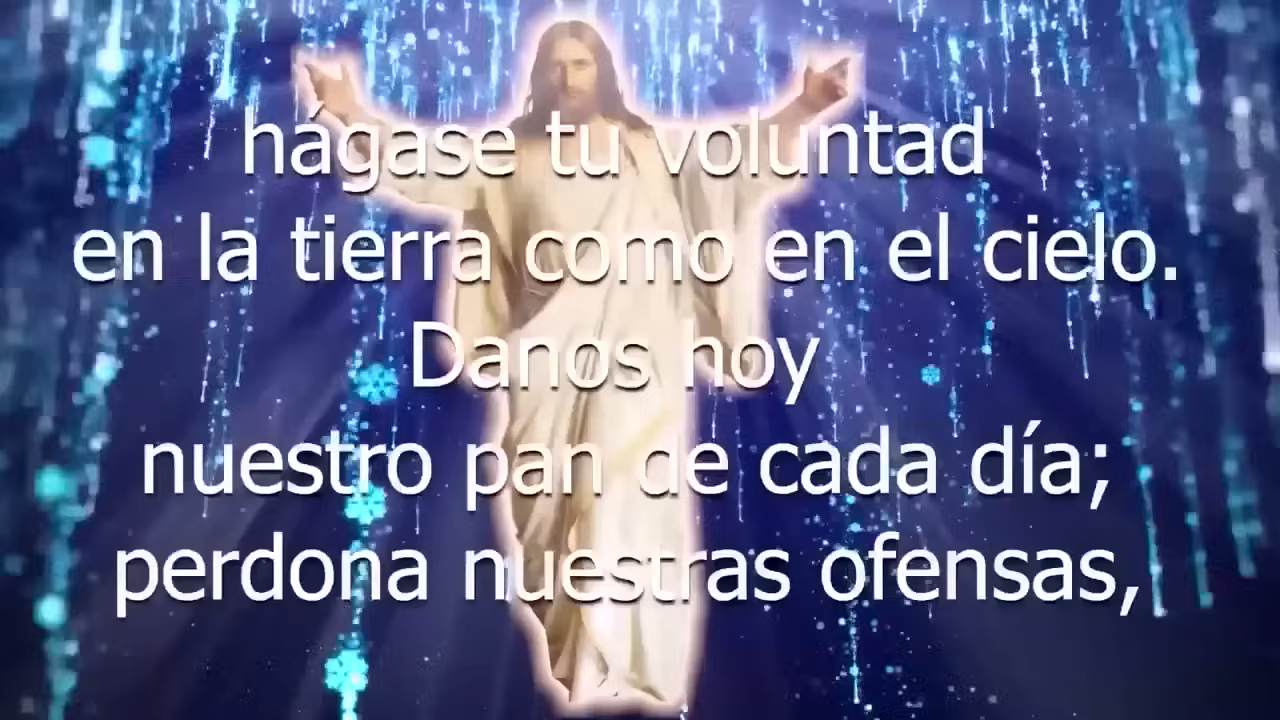 hágase tu voluntad
en la tierra como en el cielo.
Danos hoy
nuestro pan de cada día;
perdona nuestras ofensas,